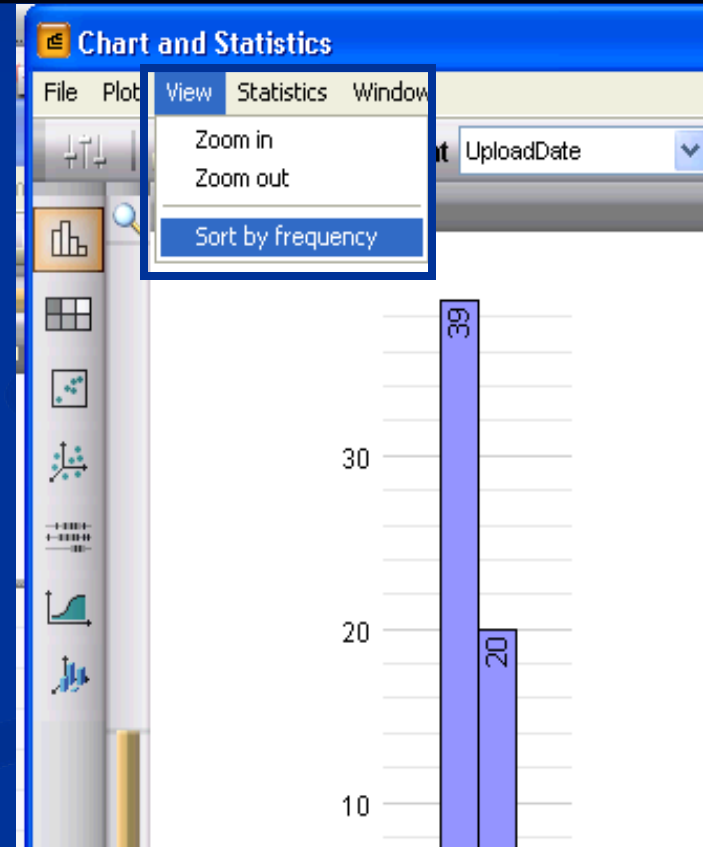 Chart and Statistics
File Plot View Statistics Window
Zoom in
UploadDate
Zoom out
Sort by frequency
39
30
20
20
10